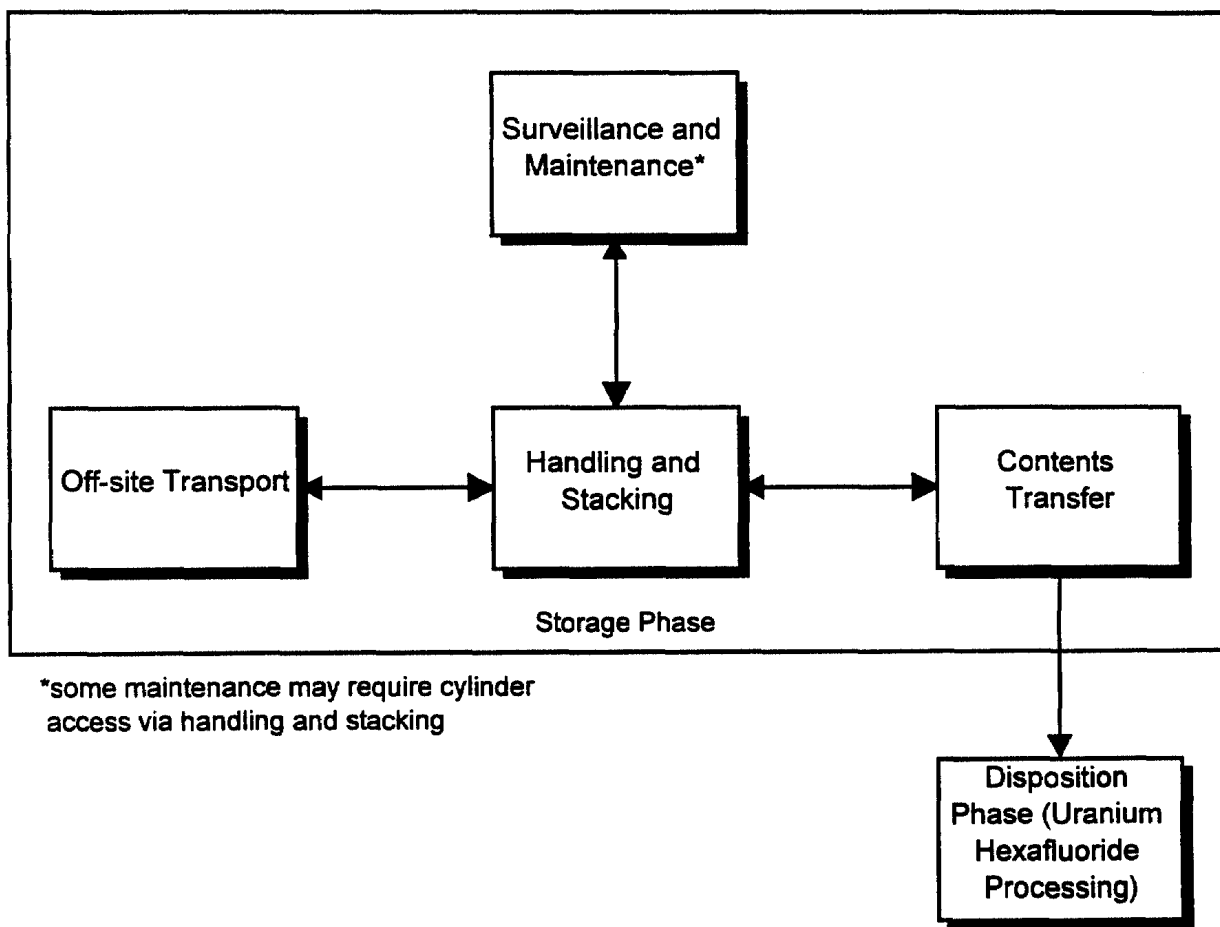 Surveillance and
Maintenance*
Off-site Transport
Handling and
Stacking
Contents
Transfer
Storage Phase
*some maintenance may require cylinder
access via handling and stacking
Disposition
Phase (Uranium
Hexafluoride
Processing)